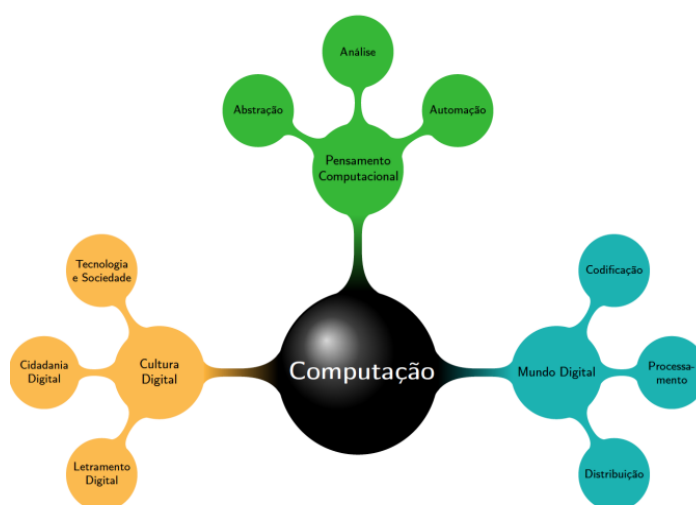 Análise
Abstração
Automação
Pensamento
Computacional
Tecnologia
e Sociedade
Codificação
Cidadania
Digital
Cultura
Digital
Computação
Mundo Digital
Processa-
mento
Letramento
Digital
Distribuição